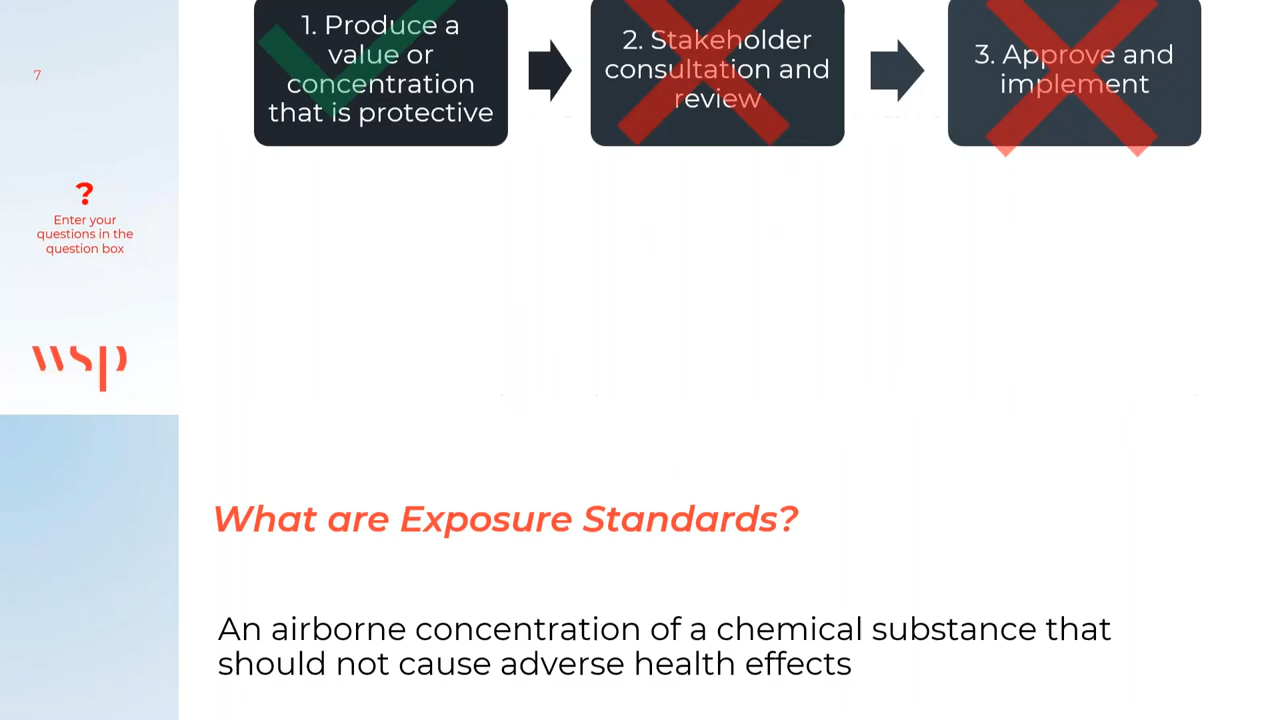 1. Produce a
value or
concentration
that is protective
2. Stakeholder
consultation and
review
3. Approve and
implement
7
?
Enter your
questions in the
question box
wsp
What are Exposure Standards?
An airborne concentration of a chemical substance that
should not cause adverse health effects